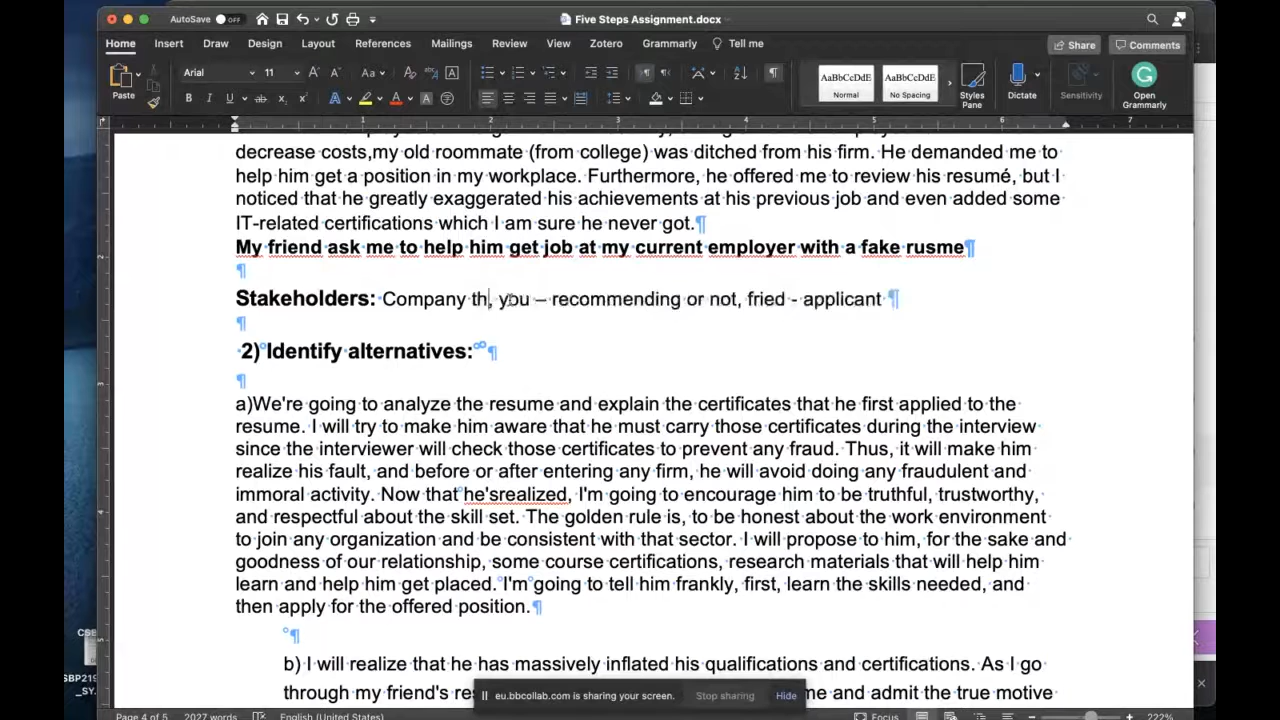 AutoSave OFF Five Steps Assignment.docx
Home Insert Draw Design Layout References Mailings Review View Zotero Grammarly Tell me Share Comments
Paste Arial 11 Aa A AaBbCcDdE Normal AaBbCcDdE No Spacing Styles Pane Dictate Sensitivity Open Grammarly
B I U ab x x A A A
1 2 3 4 5 6 7
decrease costs,my old roommate (from college) was ditched from his firm. He demanded me to
help him get a position in my workplace. Furthermore, he offered me to review his resumé, but I
noticed that he greatly exaggerated his achievements at his previous job and even added some
IT-related certifications which I am sure he never got.¶
My friend ask me to help him get job at my current employer with a fake rusme¶
Stakeholders: Company th, you – recommending or not, fried - applicant ¶
2) Identify alternatives: ¶
a)We're going to analyze the resume and explain the certificates that he first applied to the
resume. I will try to make him aware that he must carry those certificates during the interview
since the interviewer will check those certificates to prevent any fraud. Thus, it will make him
realize his fault, and before or after entering any firm, he will avoid doing any fraudulent and
immoral activity. Now that he'srealized, I'm going to encourage him to be truthful, trustworthy,
and respectful about the skill set. The golden rule is, to be honest about the work environment
to join any organization and be consistent with that sector. I will propose to him, for the sake and
goodness of our relationship, some course certifications, research materials that will help him
learn and help him get placed. I'm going to tell him frankly, first, learn the skills needed, and
then apply for the offered position.¶
b) I will realize that he has massively inflated his qualifications and certifications. As I go
through my friend's me and admit the true motive
eu.bbcollab.com is sharing your screen. Stop sharing Hide
Page 4 of 5 2027 words English (United States) Focus 222%